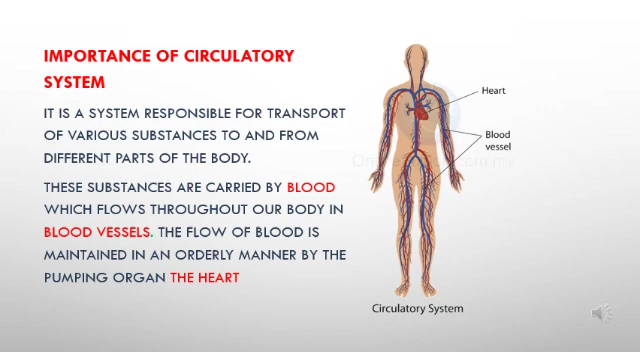 IMPORTANCE OF CIRCULATORY
SYSTEM
IT IS A SYSTEM RESPONSIBLE FOR TRANSPORT
OF VARIOUS SUBSTANCES TO AND FROM
DIFFERENT PARTS OF THE BODY.
THESE SUBSTANCES ARE CARRIED BY BLOOD
WHICH FLOWS THROUGHOUT OUR BODY IN
BLOOD VESSELS. THE FLOW OF BLOOD IS
MAINTAINED IN AN ORDERLY MANNER BY THE
PUMPING ORGAN THE HEART
Heart
Blood
vessel
Circulatory System